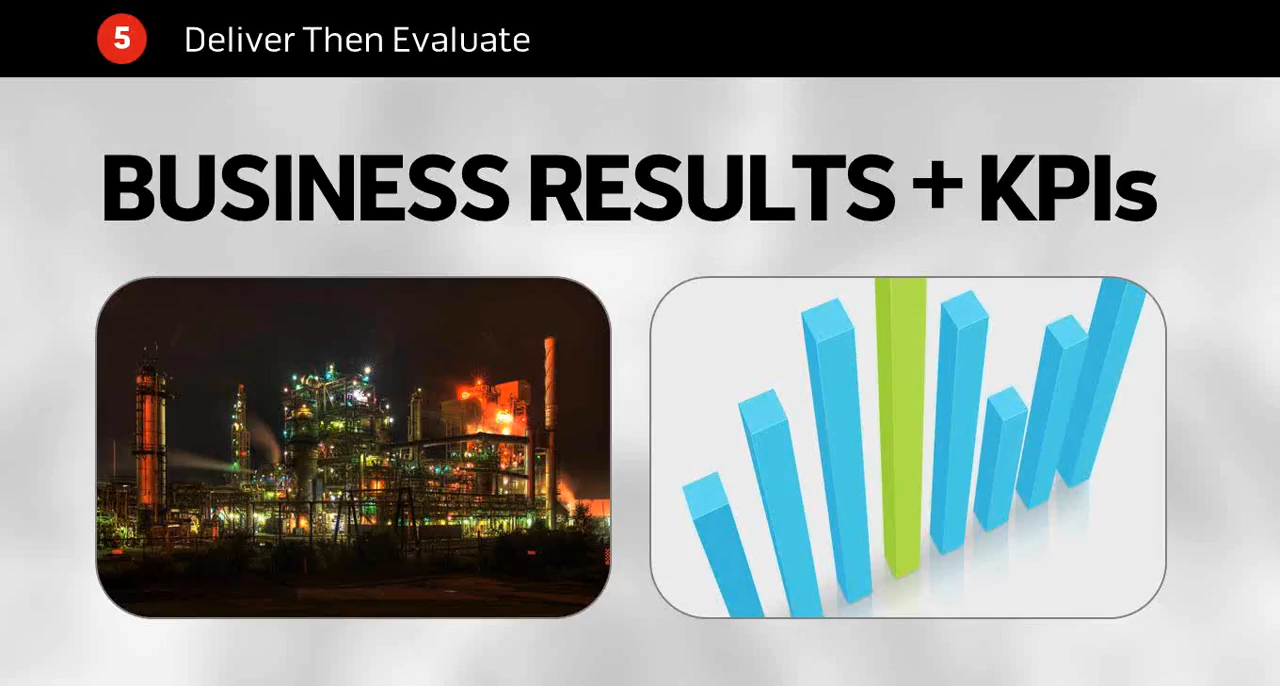 5 Deliver Then Evaluate
BUSINESS RESULTS + KPIs